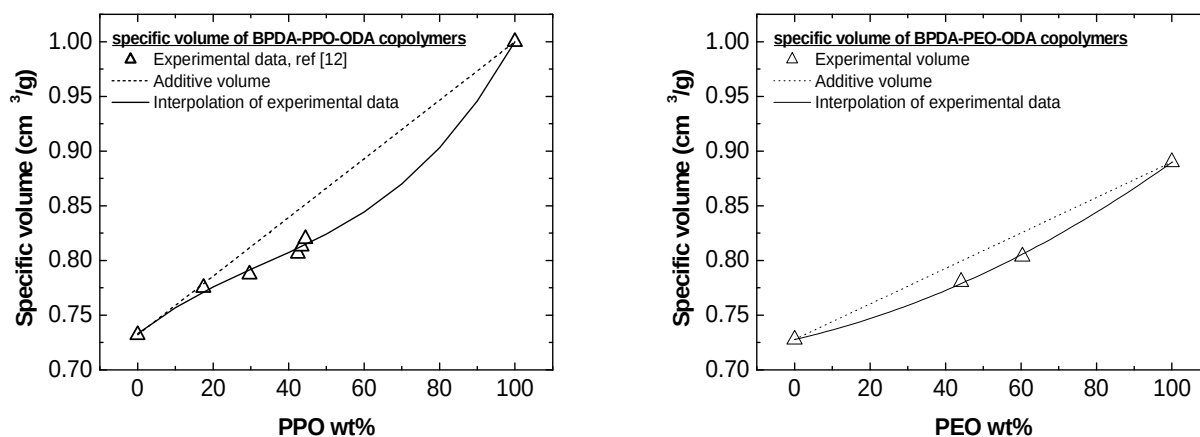 specific volume of BPDA-PPO-ODA copolymers
Experimental data, ref [12]
Additive volume
Interpolation of experimental data
Specific volume (cm ³/g)
1.00
0.95
0.90
0.85
0.80
0.75
0.70
0 20 40 60 80 100
PPO wt%
specific volume of BPDA-PEO-ODA copolymers
Experimental volume
Additive volume
Interpolation of experimental data
Specific volume (cm ³/g)
1.00
0.95
0.90
0.85
0.80
0.75
0.70
0 20 40 60 80 100
PEO wt%